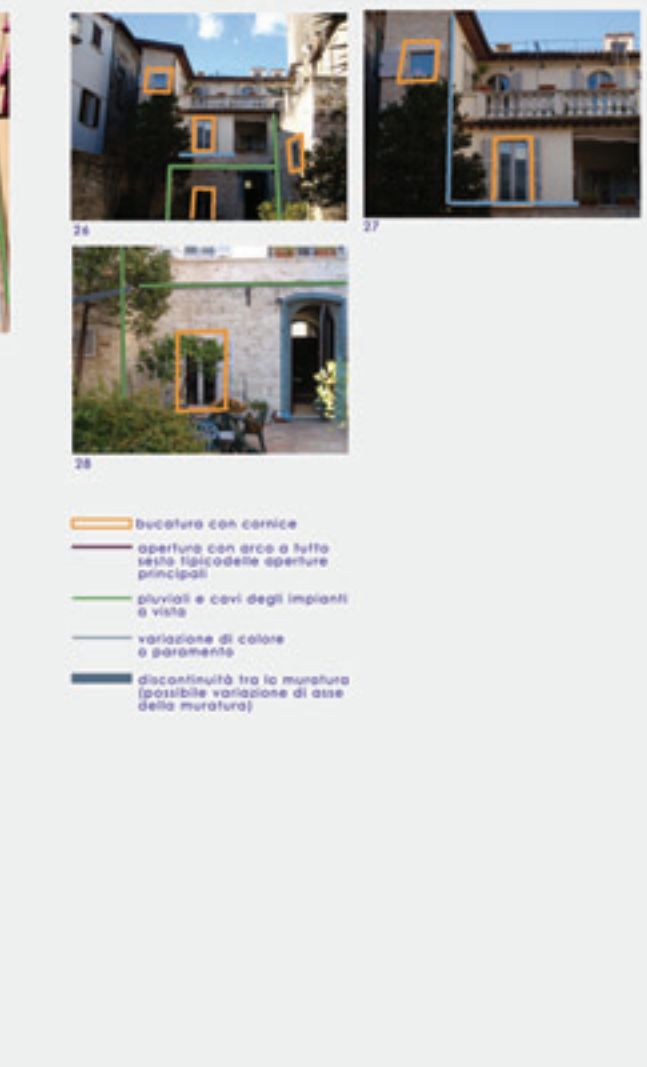 26
27
28
bucatura con cornice
apertura con arco a tutto
sesto tipicodelle aperture
principali
pluviali e cavi degli impianti
a vista
variazione di colore
o paramento
discontinuità tra la muratura
(possibile variazione di asse
della muratura)